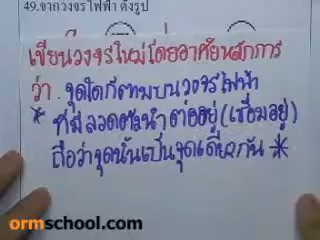 49.จากวงจรไฟฟ้า ดังรูป
เขียนวงจรใหม่โดยอาศัยหลักการ
ว่า จุดใดก็ตามบนวงจรไฟฟ้า
* ที่มีลวดตัวนำต่ออยู่(เชื่อมอยู่)
ถือว่าจุดนั้นเป็นจุดเดียวกัน *
ormschool.com